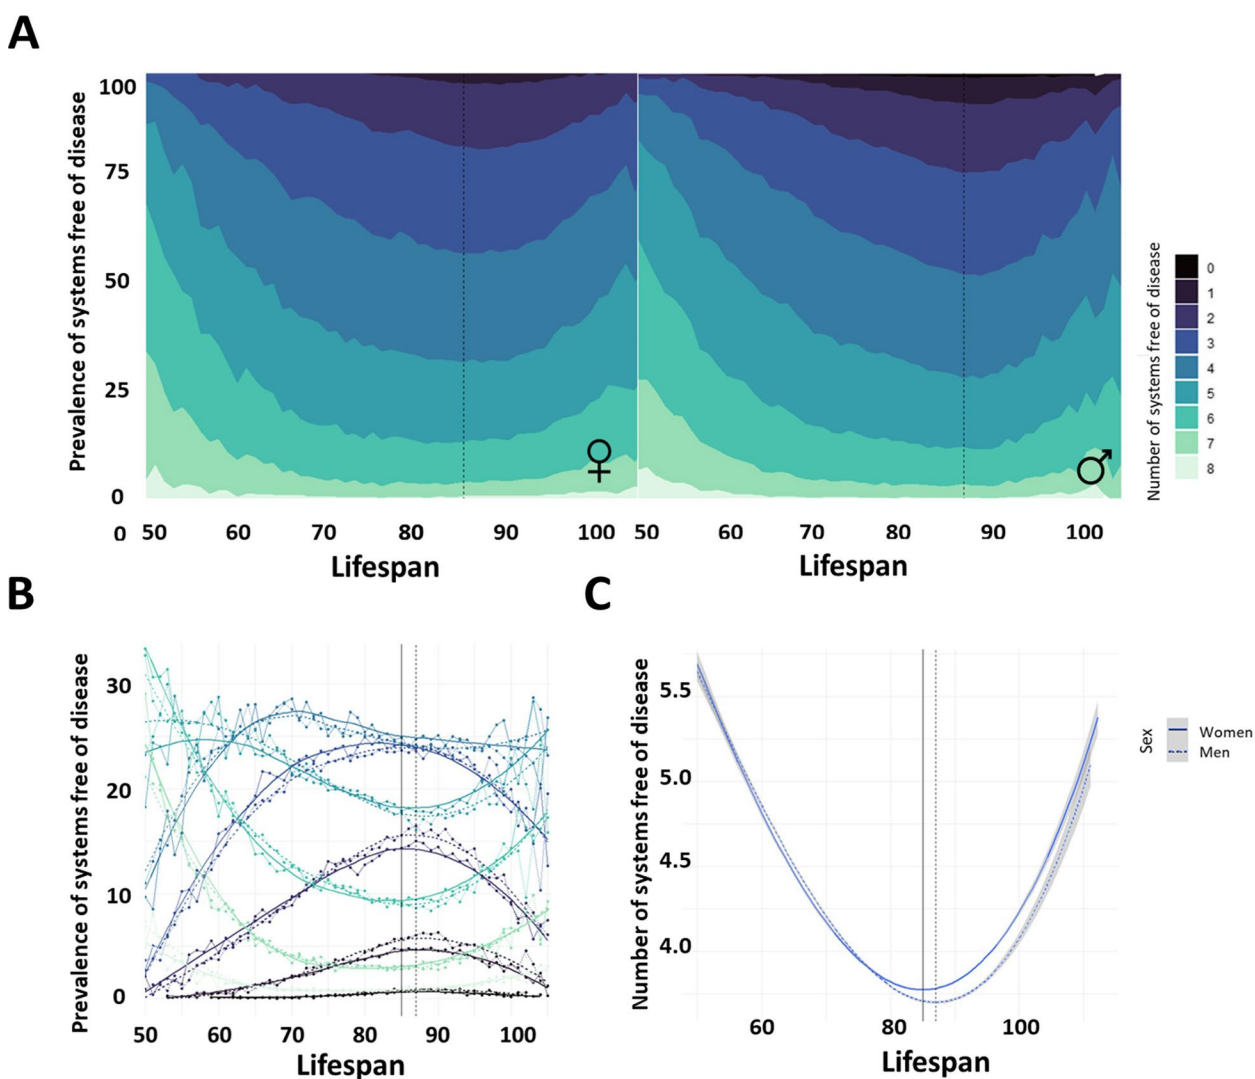 A
Prevalence of systems free of disease
100
75
50
25
0
0 50 60 70 80 90 100 50 60 70 80 90 100
Lifespan
Lifespan
♀
♂
Number of systems free of disease
0
1
2
3
4
5
6
7
8
B
Prevalence of systems free of disease
30
20
10
0
50 60 70 80 90 100
Lifespan
C
Number of systems free of disease
5.5
5.0
4.5
4.0
60 80 100
Lifespan
Sex
Women
Men